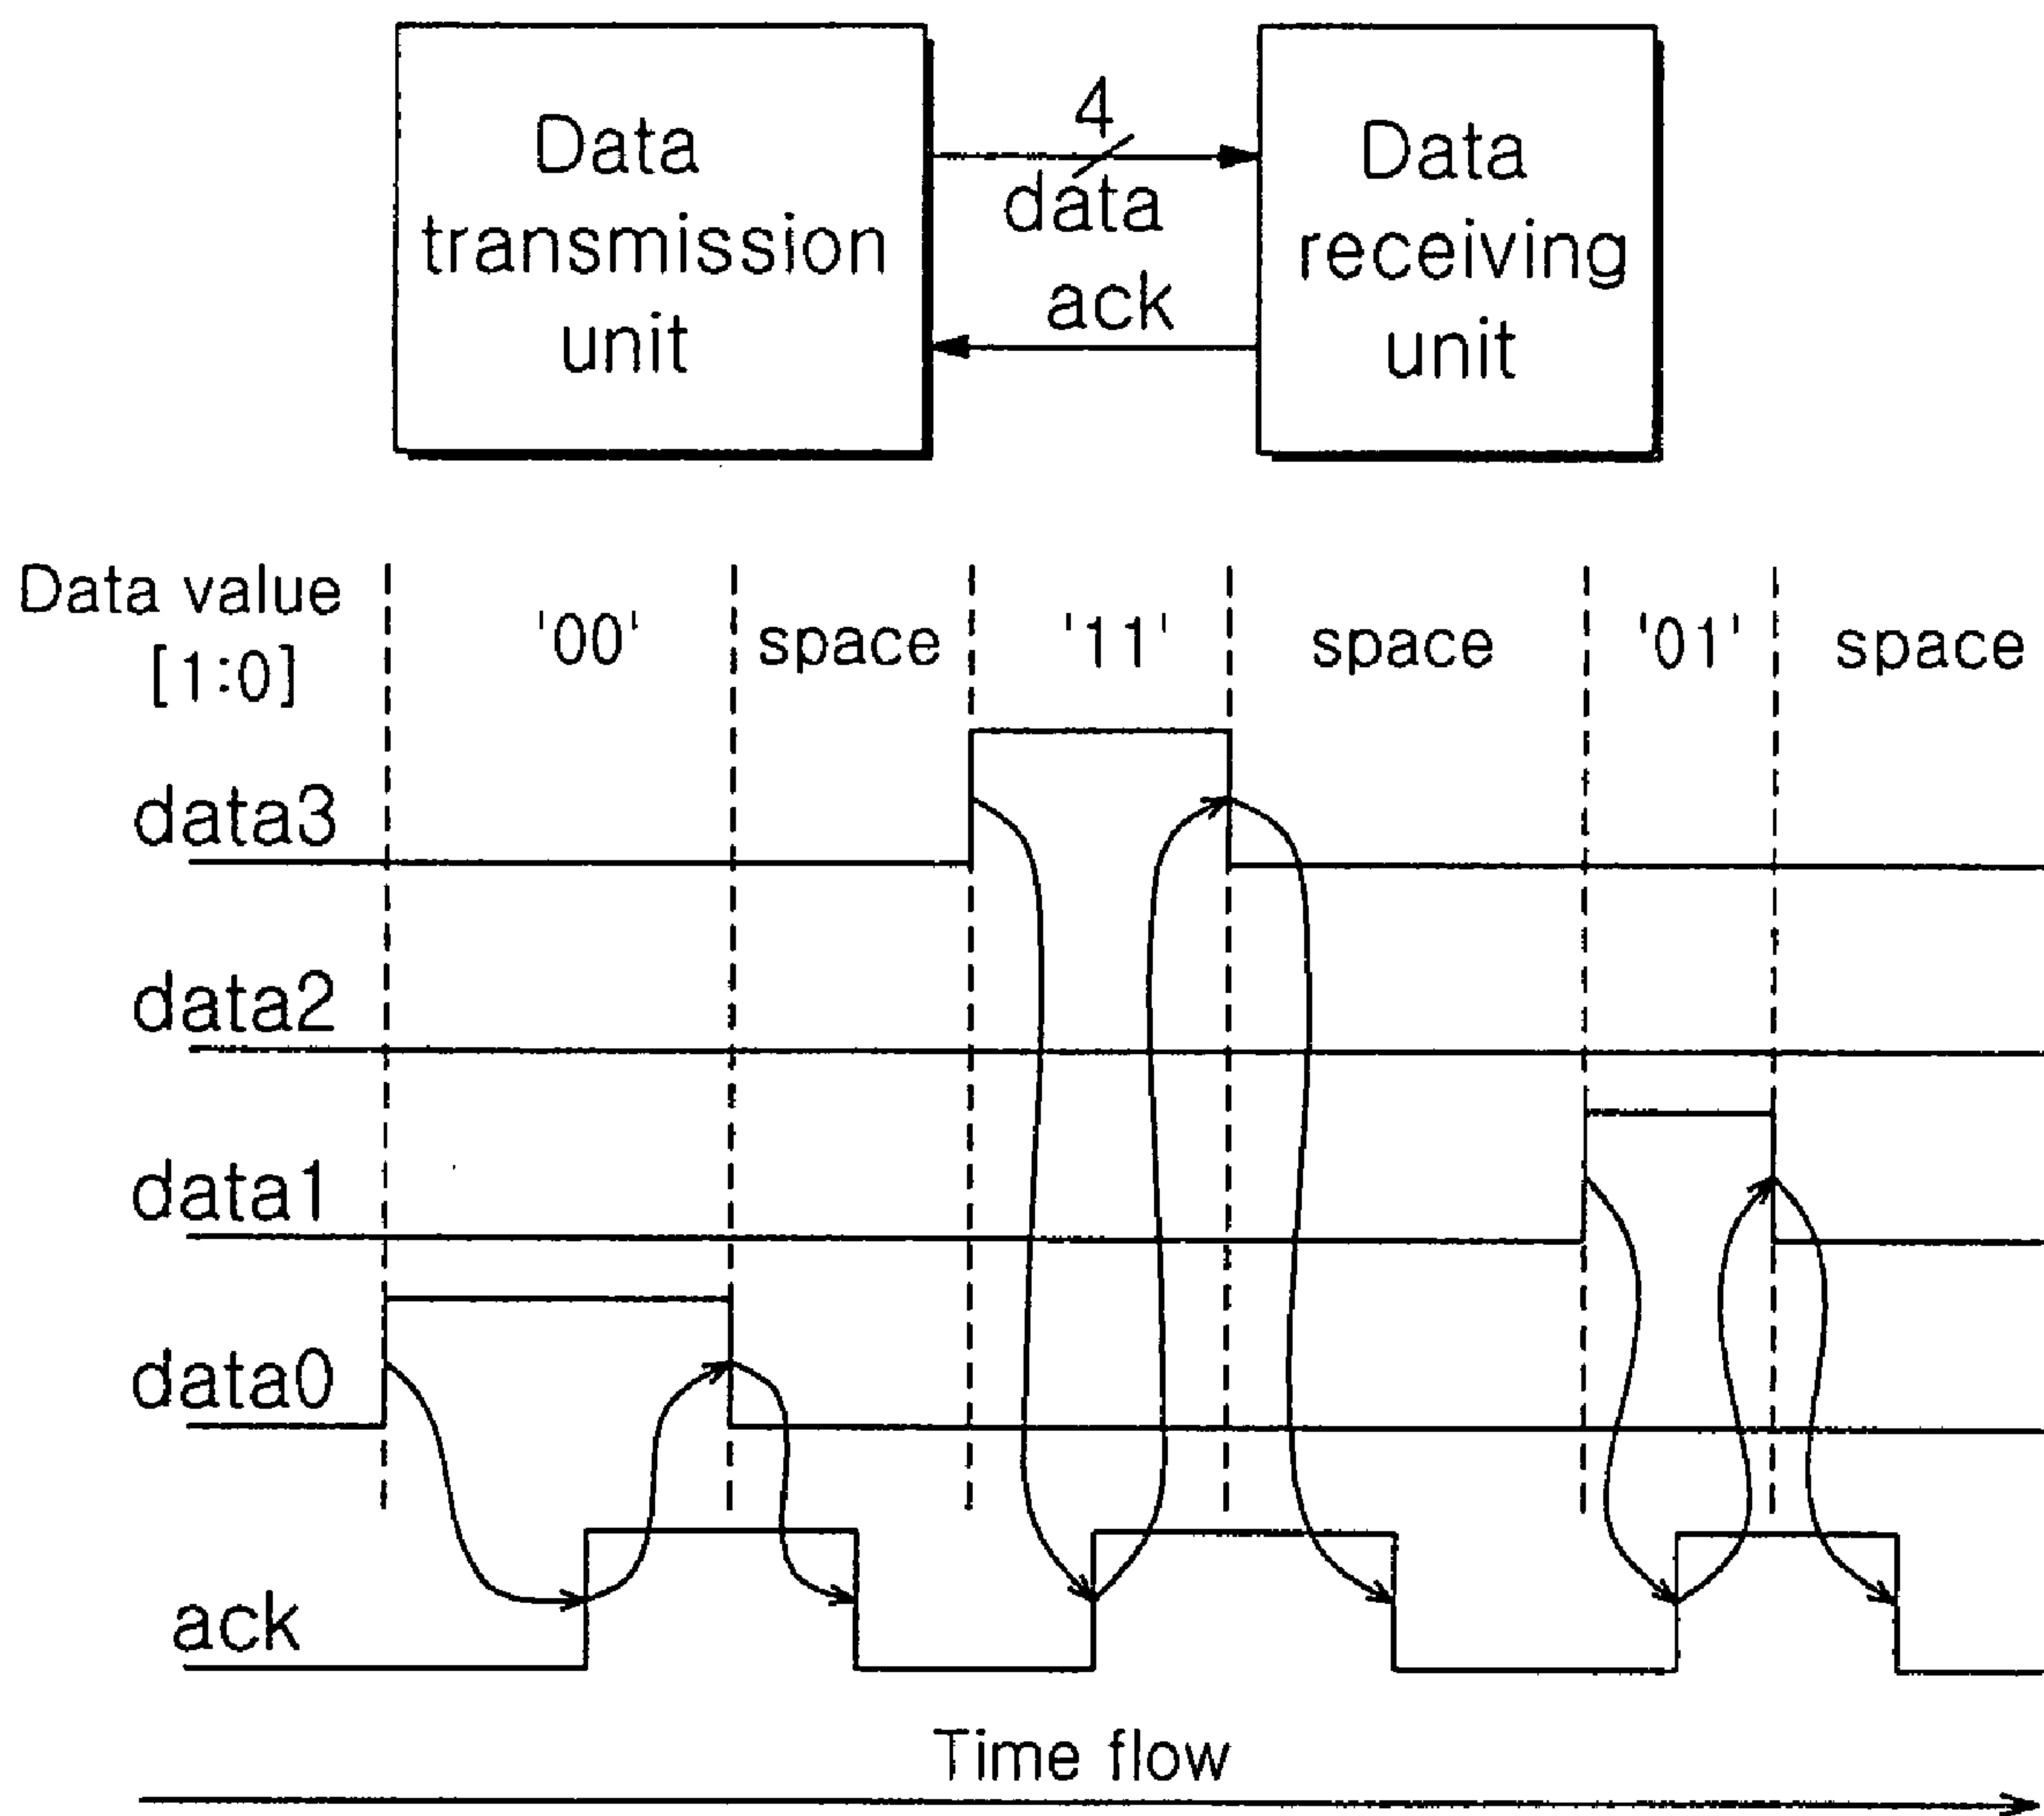 Data
transmission
unit
4
data
ack
Data
receiving
unit
Data value
[1:0]
'00'
space
'11'
space
'01'
space
data3
data2
data1
data0
ack
Time flow